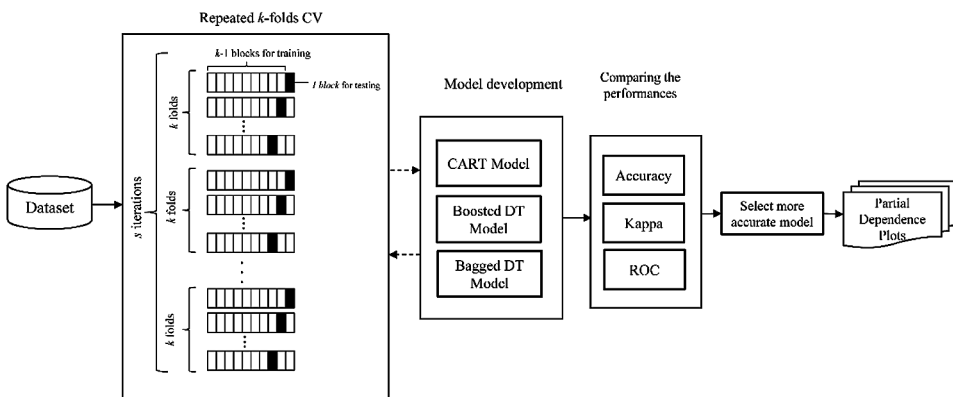 Repeated k-folds CV
k-1 blocks for training
1 block for testing
k folds
k folds
k folds
s iterations
Dataset
Model development
CART Model
Boosted DT
Model
Bagged DT
Model
Comparing the
performances
Accuracy
Kappa
ROC
Select more
accurate model
Partial
Dependence
Plots